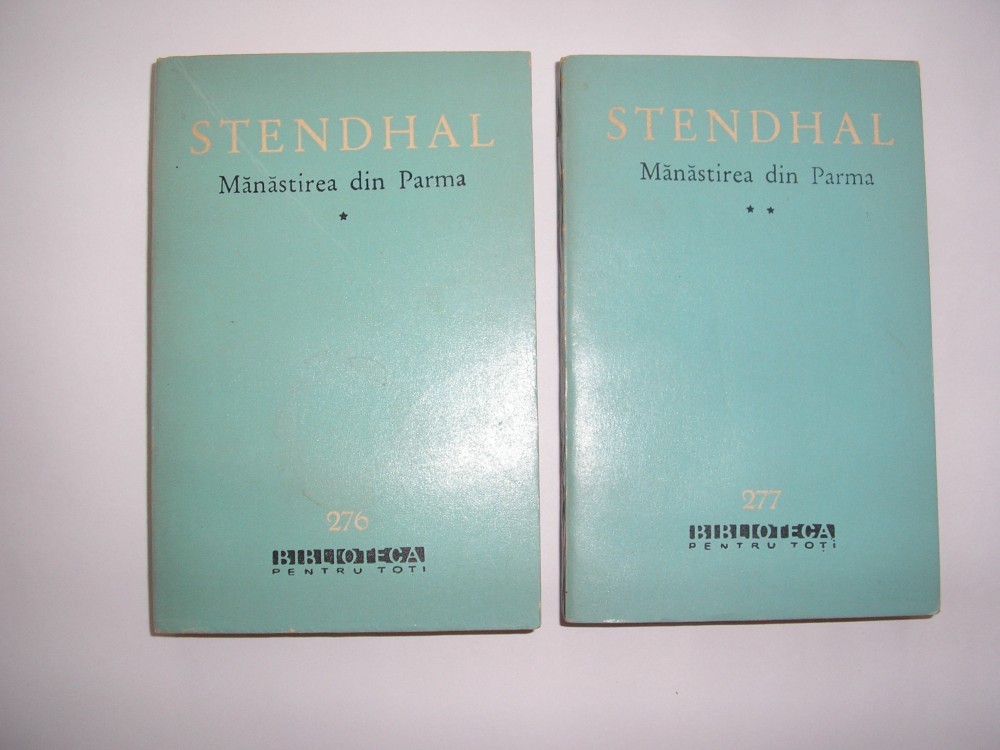 STENDHAL
Mănăstirea din Parma
★
276
BIBLIOTECA
PENTRU TOȚI
STENDHAL
Mănăstirea din Parma
★ ★
277
BIBLIOTECA
PENTRU TOȚI